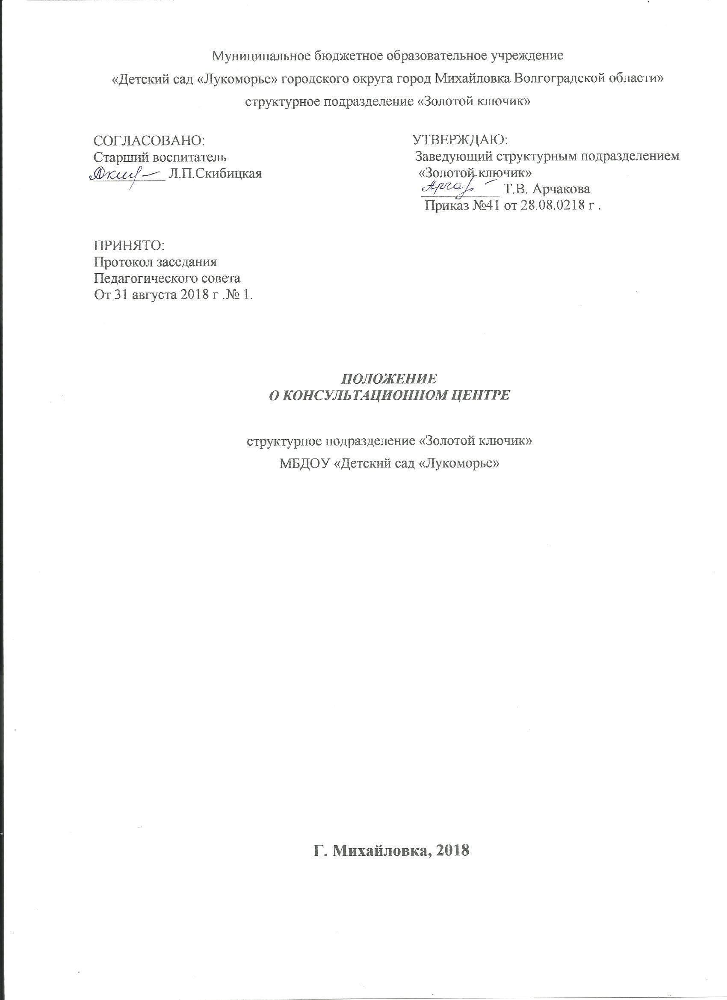 Муниципальное бюджетное образовательное учреждение
«Детский сад «Лукоморье» городского округа город Михайловка Волгоградской области»
структурное подразделение «Золотой ключик»
СОГЛАСОВАНО:
Старший воспитатель
Л.П.Скибицкая
УТВЕРЖДАЮ:
Заведующий структурным подразделением
«Золотой ключик»
Т.В. Арчакова
Приказ №41 от 28.08.0218 г .
ПРИНЯТО:
Протокол заседания
Педагогического совета
От 31 августа 2018 г .№ 1.
ПОЛОЖЕНИЕ
О КОНСУЛЬТАЦИОННОМ ЦЕНТРЕ
структурное подразделение «Золотой ключик»
МБДОУ «Детский сад «Лукоморье»
Г. Михайловка, 2018